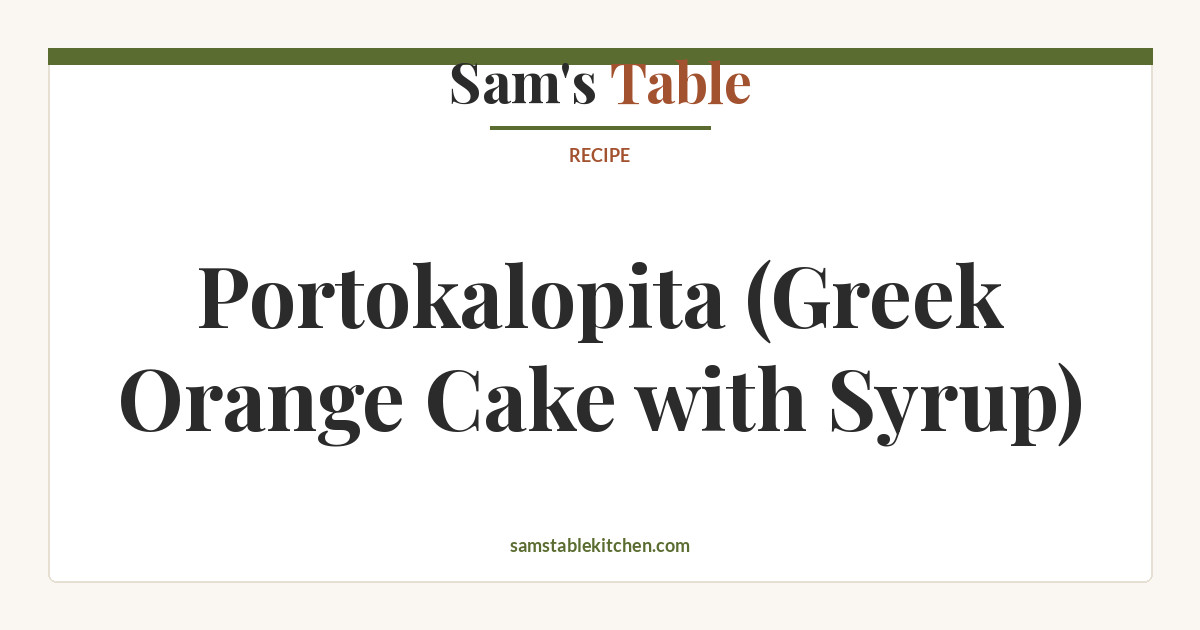 Sam's Table
RECIPE
Portokalopita (Greek
Orange Cake with Syrup)
samstablekitchen.com